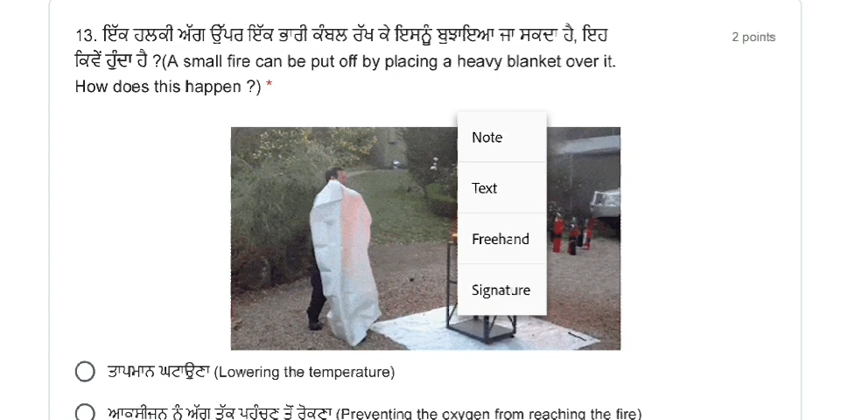 13. ਇੱਕ ਹਲਕੀ ਅੱਗ ਉੱਪਰ ਇੱਕ ਭਾਰੀ ਕੰਬਲ ਰੱਖ ਕੇ ਇਸਨੂੰ ਬੁਝਾਇਆ ਜਾ ਸਕਦਾ ਹੈ, ਇਹ
2 points
ਕਿਵੇਂ ਹੁੰਦਾ ਹੈ ?(A small fire can be put off by placing a heavy blanket over it.
How does this happen ?) *
Note
Text
Freehand
Signature
ਤਾਪਮਾਨ ਘਟਾਉਣਾ (Lowering the temperature)
ਆਕਸੀਜਨ ਨੂੰ ਅੱਗ ਤੱਕ ਪਹੁੰਚਣ ਤੋਂ ਰੋਕਣਾ (Preventing the oxygen from reaching the fire)